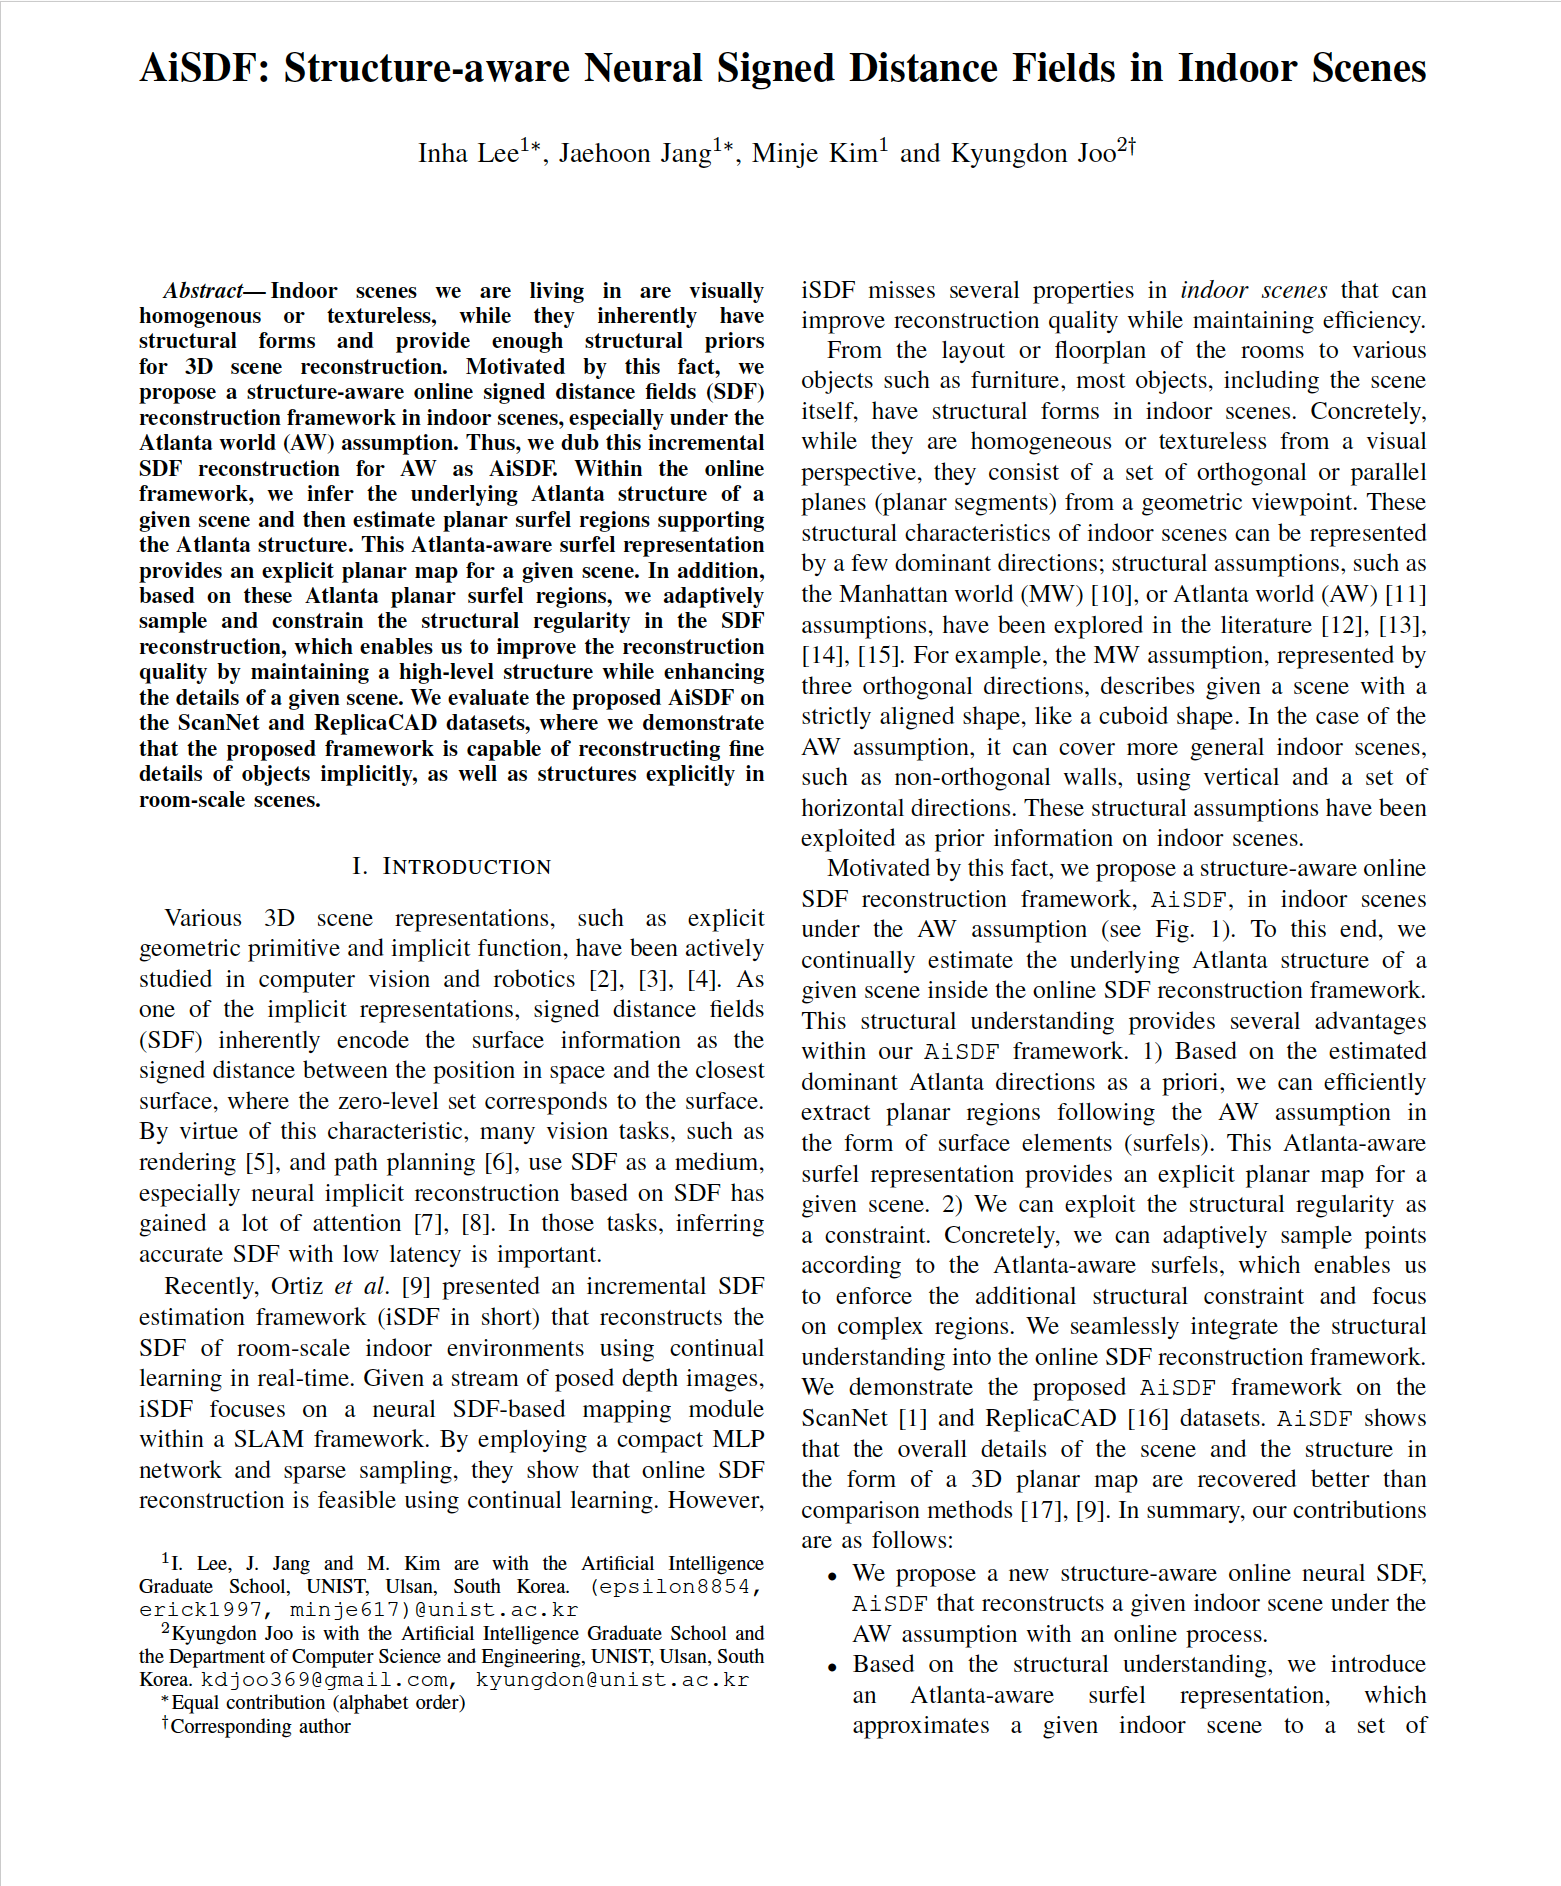 AiSDF: Structure-aware Neural Signed Distance Fields in Indoor Scenes
Inha Lee1*, Jaehoon Jang1*, Minje Kim1 and Kyungdon Joo2†
Abstract— Indoor scenes we are living in are visually
homogenous or textureless, while they inherently have
structural forms and provide enough structural priors
for 3D scene reconstruction. Motivated by this fact, we
propose a structure-aware online signed distance fields (SDF)
reconstruction framework in indoor scenes, especially under the
Atlanta world (AW) assumption. Thus, we dub this incremental
SDF reconstruction for AW as AiSDF. Within the online
framework, we infer the underlying Atlanta structure of a
given scene and then estimate planar surfel regions supporting
the Atlanta structure. This Atlanta-aware surfel representation
provides an explicit planar map for a given scene. In addition,
based on these Atlanta planar surfel regions, we adaptively
sample and constrain the structural regularity in the SDF
reconstruction, which enables us to improve the reconstruction
quality by maintaining a high-level structure while enhancing
the details of a given scene. We evaluate the proposed AiSDF on
the ScanNet and ReplicaCAD datasets, where we demonstrate
that the proposed framework is capable of reconstructing fine
details of objects implicitly, as well as structures explicitly in
room-scale scenes.
I. INTRODUCTION
Various 3D scene representations, such as explicit
geometric primitive and implicit function, have been actively
studied in computer vision and robotics [2], [3], [4]. As
one of the implicit representations, signed distance fields
(SDF) inherently encode the surface information as the
signed distance between the position in space and the closest
surface, where the zero-level set corresponds to the surface.
By virtue of this characteristic, many vision tasks, such as
rendering [5], and path planning [6], use SDF as a medium,
especially neural implicit reconstruction based on SDF has
gained a lot of attention [7], [8]. In those tasks, inferring
accurate SDF with low latency is important.
Recently, Ortiz et al. [9] presented an incremental SDF
estimation framework (iSDF in short) that reconstructs the
SDF of room-scale indoor environments using continual
learning in real-time. Given a stream of posed depth images,
iSDF focuses on a neural SDF-based mapping module
within a SLAM framework. By employing a compact MLP
network and sparse sampling, they show that online SDF
reconstruction is feasible using continual learning. However,
1I. Lee, J. Jang and M. Kim are with the Artificial Intelligence
Graduate School, UNIST, Ulsan, South Korea. (epsilon8854,
erick1997, minje617)@unist.ac.kr
2Kyungdon Joo is with the Artificial Intelligence Graduate School and
the Department of Computer Science and Engineering, UNIST, Ulsan, South
Korea. kdjoo369@gmail.com, kyungdon@unist.ac.kr
*Equal contribution (alphabet order)
†Corresponding author
iSDF misses several properties in indoor scenes that can
improve reconstruction quality while maintaining efficiency.
From the layout or floorplan of the rooms to various
objects such as furniture, most objects, including the scene
itself, have structural forms in indoor scenes. Concretely,
while they are homogeneous or textureless from a visual
perspective, they consist of a set of orthogonal or parallel
planes (planar segments) from a geometric viewpoint. These
structural characteristics of indoor scenes can be represented
by a few dominant directions; structural assumptions, such as
the Manhattan world (MW) [10], or Atlanta world (AW) [11]
assumptions, have been explored in the literature [12], [13],
[14], [15]. For example, the MW assumption, represented by
three orthogonal directions, describes given a scene with a
strictly aligned shape, like a cuboid shape. In the case of the
AW assumption, it can cover more general indoor scenes,
such as non-orthogonal walls, using vertical and a set of
horizontal directions. These structural assumptions have been
exploited as prior information on indoor scenes.
Motivated by this fact, we propose a structure-aware online
SDF reconstruction framework, AiSDF, in indoor scenes
under the AW assumption (see Fig. 1). To this end, we
continually estimate the underlying Atlanta structure of a
given scene inside the online SDF reconstruction framework.
This structural understanding provides several advantages
within our AiSDF framework. 1) Based on the estimated
dominant Atlanta directions as a priori, we can efficiently
extract planar regions following the AW assumption in
the form of surface elements (surfels). This Atlanta-aware
surfel representation provides an explicit planar map for a
given scene. 2) We can exploit the structural regularity as
a constraint. Concretely, we can adaptively sample points
according to the Atlanta-aware surfels, which enables us
to enforce the additional structural constraint and focus
on complex regions. We seamlessly integrate the structural
understanding into the online SDF reconstruction framework.
We demonstrate the proposed AiSDF framework on the
ScanNet [1] and ReplicaCAD [16] datasets. AiSDF shows
that the overall details of the scene and the structure in
the form of a 3D planar map are recovered better than
comparison methods [17], [9]. In summary, our contributions
are as follows:
• We propose a new structure-aware online neural SDF,
AiSDF that reconstructs a given indoor scene under the
AW assumption with an online process.
• Based on the structural understanding, we introduce
an Atlanta-aware surfel representation, which
approximates a given indoor scene to a set of